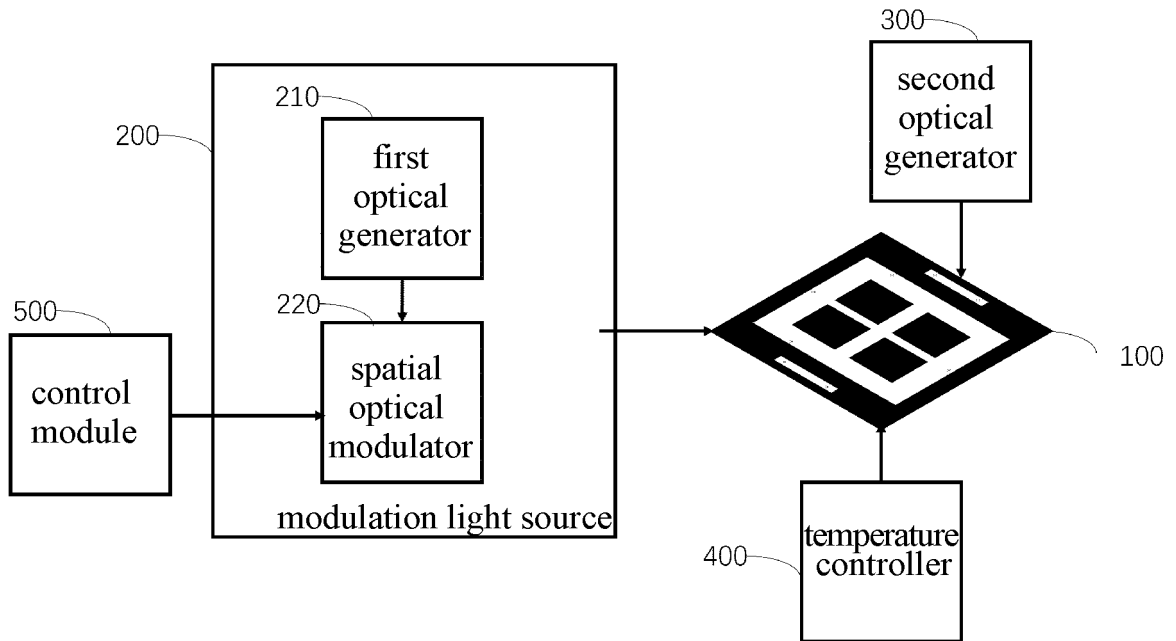 300
second
optical
generator
210
200
first
optical
generator
500
220
control
module
spatial
optical
modulator
100
modulation light source
400
temperature
controller